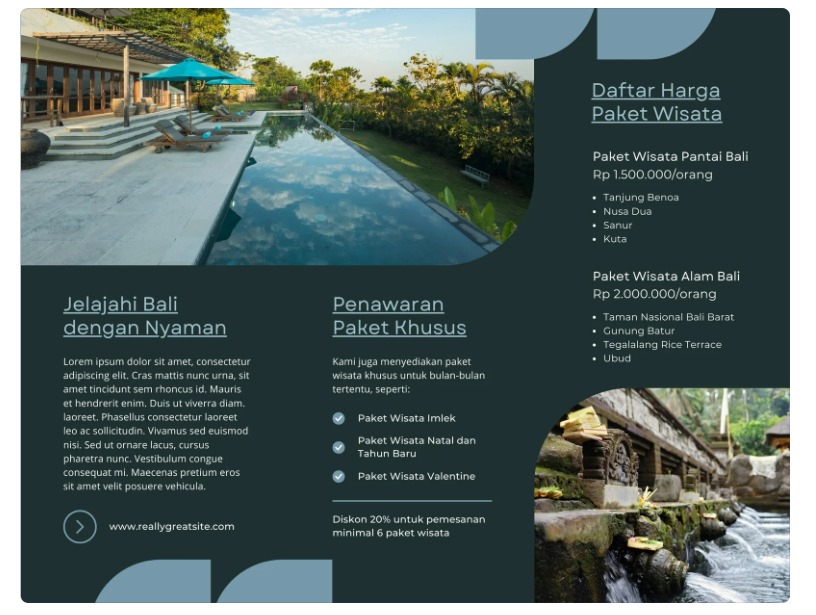 Jelajahi Bali
dengan Nyaman
Lorem ipsum dolor sit amet, consectetur
adipiscing elit. Cras mattis nunc urna, sit
amet tincidunt sem rhoncus id. Mauris
et hendrerit enim. Duis ut viverra diam.
laoreet. Phasellus consectetur laoreet
leo ac sollicitudin. Vivamus sed euismod
nisi. Sed ut ornare lacus, cursus
pharetra nunc. Vestibulum congue
consequat mi. Maecenas pretium eros
sit amet velit posuere vehicula.
www.reallygreatsite.com
Penawaran
Paket Khusus
Kami juga menyediakan paket
wisata khusus untuk bulan-bulan
tertentu, seperti:
Paket Wisata Imlek
Paket Wisata Natal dan
Tahun Baru
Paket Wisata Valentine
Diskon 20% untuk pemesanan
minimal 6 paket wisata
Daftar Harga
Paket Wisata
Paket Wisata Pantai Bali
Rp 1.500.000/orang
• Tanjung Benoa
• Nusa Dua
• Sanur
• Kuta
Paket Wisata Alam Bali
Rp 2.000.000/orang
• Taman Nasional Bali Barat
• Gunung Batur
• Tegalalang Rice Terrace
• Ubud